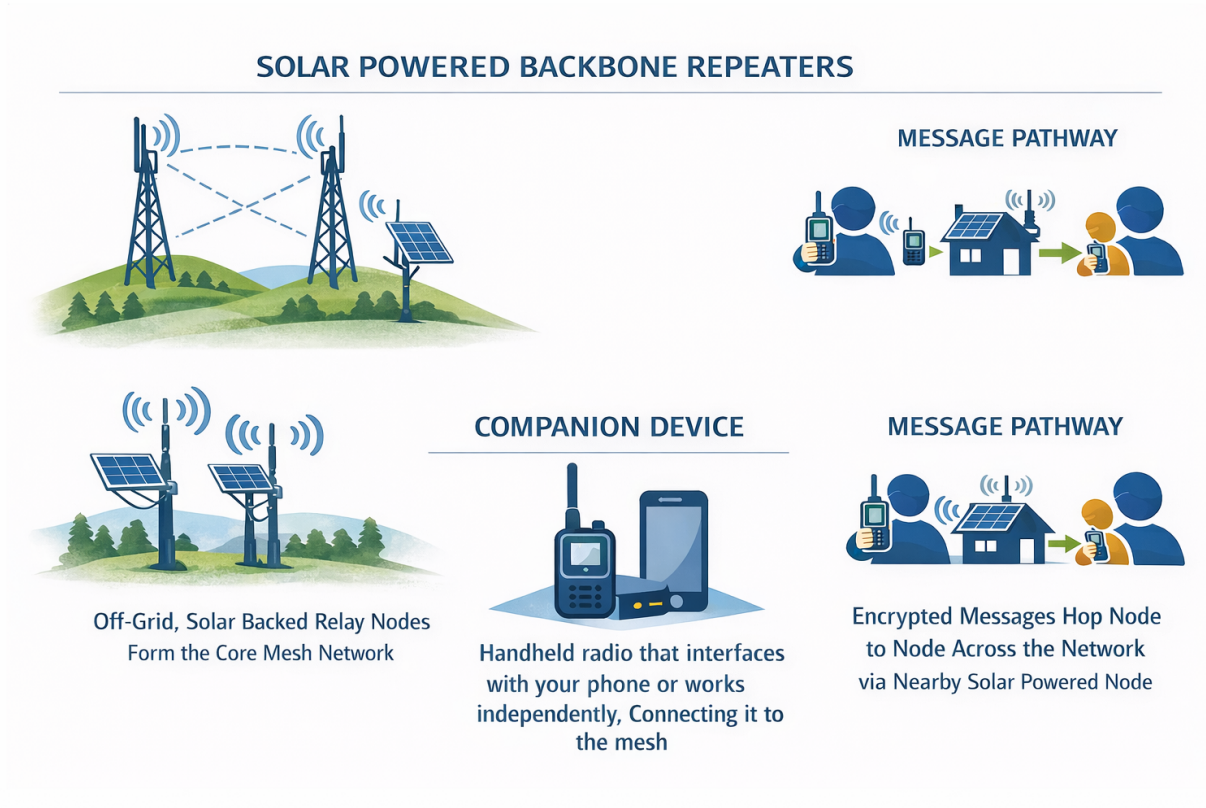 SOLAR POWERED BACKBONE REPEATERS
MESSAGE PATHWAY
COMPANION DEVICE
MESSAGE PATHWAY
Off-Grid, Solar Backed Relay Nodes
Form the Core Mesh Network
Handheld radio that interfaces
with your phone or works
independently, Connecting it to
the mesh
Encrypted Messages Hop Node
to Node Across the Network
via Nearby Solar Powered Node